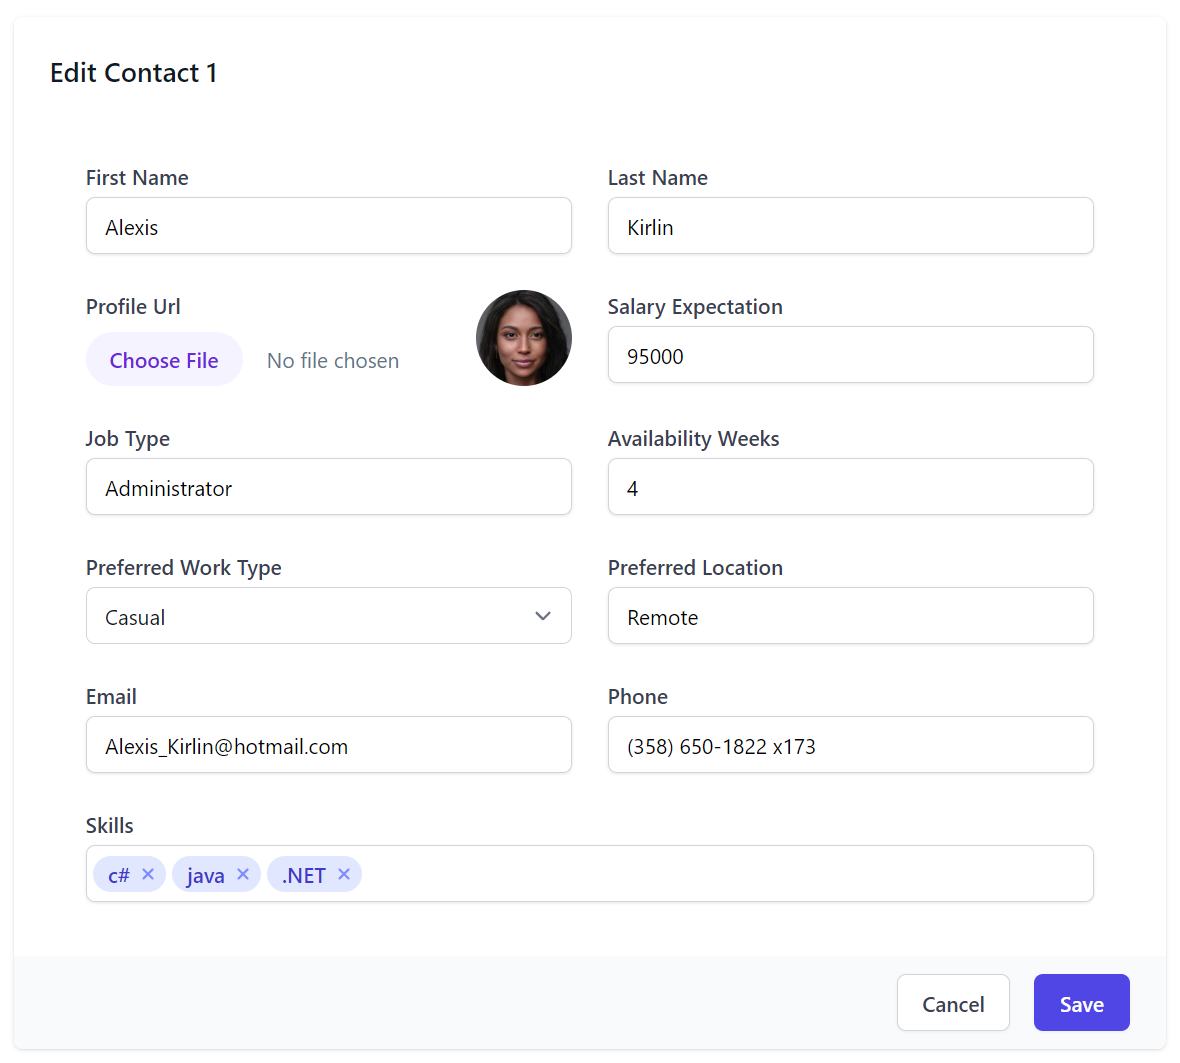 Edit Contact 1
First Name
Last Name
Alexis
Kirlin
Profile Url
Salary Expectation
Choose File
No file chosen
95000
Job Type
Availability Weeks
Administrator
4
Preferred Work Type
Preferred Location
Casual
Remote
Email
Phone
Alexis_Kirlin@hotmail.com
(358) 650-1822 x173
Skills
c# ✕ java ✕ .NET ✕
Cancel
Save